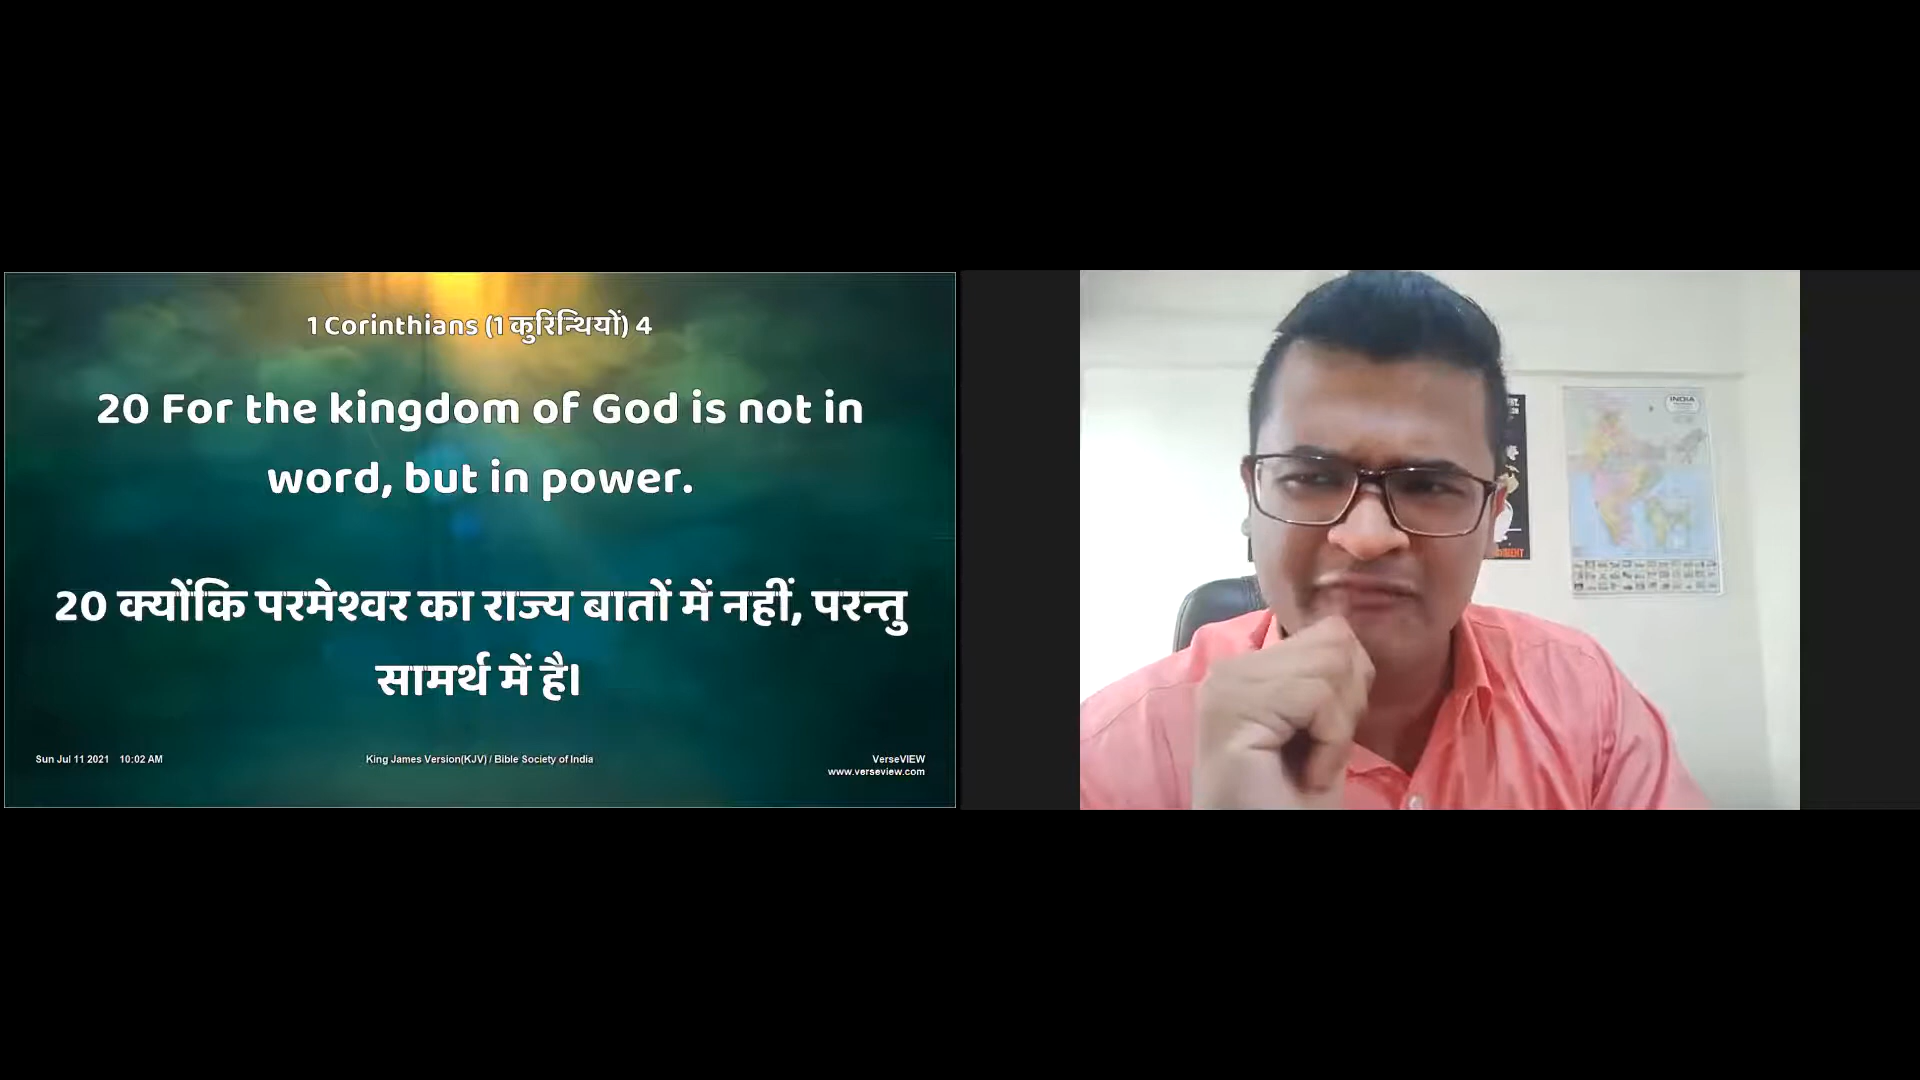 1 Corinthians (1 कुरिन्थियों) 4
20 For the kingdom of God is not in
word, but in power.
20 क्योंकि परमेश्वर का राज्य बातों में नहीं, परन्तु
सामर्थ में है।
Sun Jul 11 2021 10:02 AM
King James Version(KJV) / Bible Society of India
VerseVIEW
www.verseview.com
INDIA